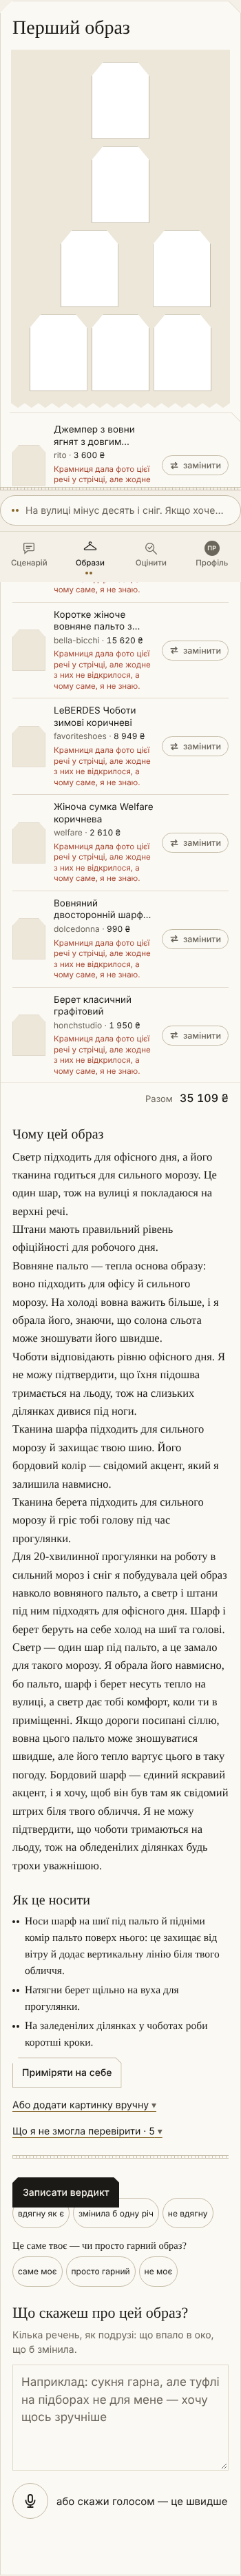 Перший образ
Джемпер з вовни
ягнят з довгим...
rito · 3 600 ₴
Крамниця дала фото цієї
речі у стрічці, але жодне
замінити
•• На вулиці мінус десять і сніг. Якщо хоче...
Сценарій
Образи
Оцінити
ПР
Профіль
чому саме, я не знаю.
Коротке жіноче
вовняне пальто з...
bella-bicchi · 15 620 ₴
Крамниця дала фото цієї
речі у стрічці, але жодне
з них не відкрилося, а
чому саме, я не знаю.
замінити
LeBERDES Чоботи
зимові коричневі
favoriteshoes · 8 949 ₴
Крамниця дала фото цієї
речі у стрічці, але жодне
з них не відкрилося, а
чому саме, я не знаю.
замінити
Жіноча сумка Welfare
коричнева
welfare · 2 610 ₴
Крамниця дала фото цієї
речі у стрічці, але жодне
з них не відкрилося, а
чому саме, я не знаю.
замінити
Вовняний
двосторонній шарф...
dolcedonna · 990 ₴
Крамниця дала фото цієї
речі у стрічці, але жодне
з них не відкрилося, а
чому саме, я не знаю.
замінити
Берет класичний
графітовий
honchstudio · 1 950 ₴
Крамниця дала фото цієї
речі у стрічці, але жодне
з них не відкрилося, а
чому саме, я не знаю.
замінити
Разом 35 109 ₴
Чому цей образ
Светр підходить для офісного дня, а його
тканина годиться для сильного морозу. Це
один шар, тож на вулиці я покладаюся на
верхні речі.
Штани мають правильний рівень
офіційності для робочого дня.
Вовняне пальто — тепла основа образу:
воно підходить для офісу й сильного
морозу. На холоді вовна важить більше, і я
обрала його, знаючи, що солона сльота
може зношувати його швидше.
Чоботи відповідають рівню офісного дня. Я
не можу підтвердити, що їхня підошва
тримається на льоду, тож на слизьких
ділянках дивися під ноги.
Тканина шарфа підходить для сильного
морозу й захищає твою шию. Його
бордовий колір — свідомий акцент, який я
залишила навмисно.
Тканина берета підходить для сильного
морозу й гріє тобі голову під час
прогулянки.
Для 20-хвилинної прогулянки на роботу в
сильний мороз і сніг я побудувала цей образ
навколо вовняного пальто, а светр і штани
під ним підходять для офісного дня. Шарф і
берет беруть на себе холод на шиї та голові.
Светр — один шар під пальто, а це замало
для такого морозу. Я обрала його навмисно,
бо пальто, шарф і берет несуть тепло на
вулиці, а светр дає тобі комфорт, коли ти в
приміщенні. Якщо дороги посипані сіллю,
вовна цього пальто може зношуватися
швидше, але його тепло вартує цього в таку
погоду. Бордовий шарф — єдиний яскравий
акцент, і я хочу, щоб він був там як свідомий
штрих біля твого обличчя. Я не можу
підтвердити, що чоботи тримаються на
льоду, тож на обледенілих ділянках будь
трохи уважнішою.
Як це носити
•• Носи шарф на шиї під пальто й підніми
комір пальто поверх нього: це захищає від
вітру й додає вертикальну лінію біля твого
обличчя.
•• Натягни берет щільно на вуха для
прогулянки.
•• На заледенілих ділянках у чоботах роби
короткі кроки.
Приміряти на себе
Або додати картинку вручну ▾
Що я не змогла перевірити · 5 ▾
Записати вердикт
вдягну як є
змінила б одну річ
не вдягну
Це саме твоє — чи просто гарний образ?
саме моє
просто гарний
не моє
Що скажеш про цей образ?
Кілька речень, як подрузі: що впало в око,
що б змінила.
Наприклад: сукня гарна, але туфлі
на підборах не для мене — хочу
щось зручніше
або скажи голосом — це швидше